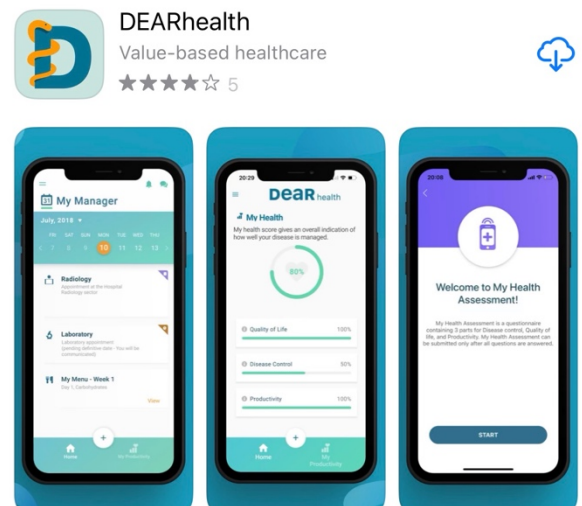 DEARhealth
Value-based healthcare
5
31 My Manager
July, 2018
FRI SAT SUN MON TUE WED THU
7 8 9 10 11 12 13
Radiology
Appointment at the Hospital
Radiology sector
Laboratory
Laboratory appointment
(pending definitive date - You will be
communicated)
My Menu - Week 1
Day 1, Carbohydrates
View
+
Home
My Productivity
20:29
DeaR health
My Health
My health score gives an overall indication of
how well your disease is managed.
80%
Quality of Life 100%
Disease Control 50%
Productivity 100%
+
Home
My
Productivity
20:08
Welcome to My Health
Assessment!
My Health Assessment is a questionnaire
containing 3 parts for Disease control, Quality of
life, and Productivity. My Health Assessment can
be submitted only after all questions are answered.
START